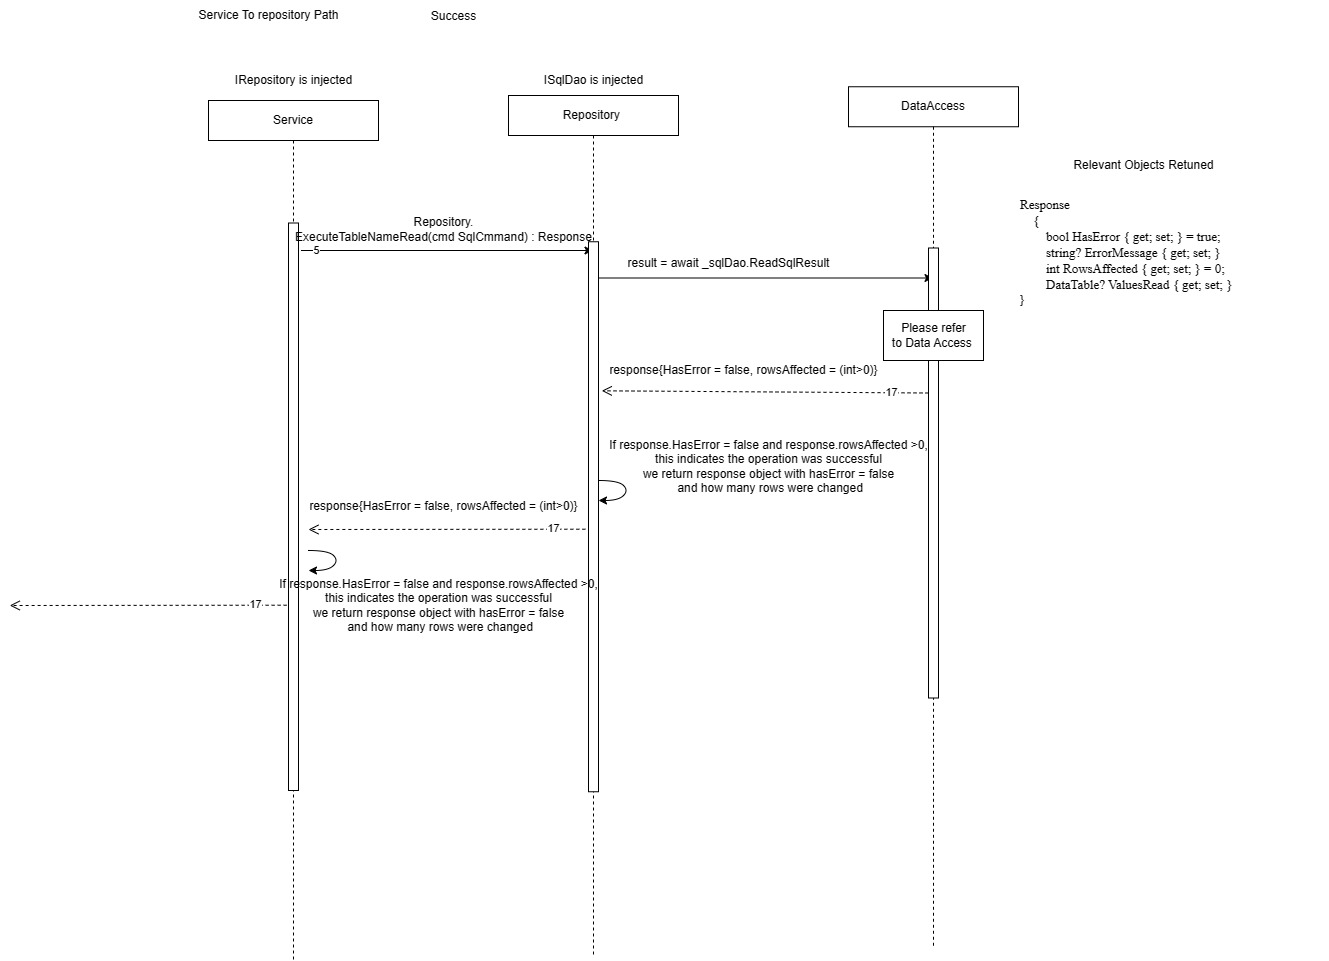 Service To repository Path
Success
IRepository is injected
ISqlDao is injected
Service
Repository
DataAccess
Relevant Objects Retuned
Response
{
bool HasError { get; set; } = true;
string? ErrorMessage { get; set; }
int RowsAffected { get; set; } = 0;
DataTable? ValuesRead { get; set; }
}
Repository.
ExecuteTableNameRead(cmd SqlCmmand) : Response
5
result = await _sqlDao.ReadSqlResult
Please refer
to Data Access
response{HasError = false, rowsAffected = (int>0)}
17
If response.HasError = false and response.rowsAffected >0,
this indicates the operation was successful
we return response object with hasError = false
and how many rows were changed
response{HasError = false, rowsAffected = (int>0)}
17
If response.HasError = false and response.rowsAffected >0,
this indicates the operation was successful
we return response object with hasError = false
and how many rows were changed
17